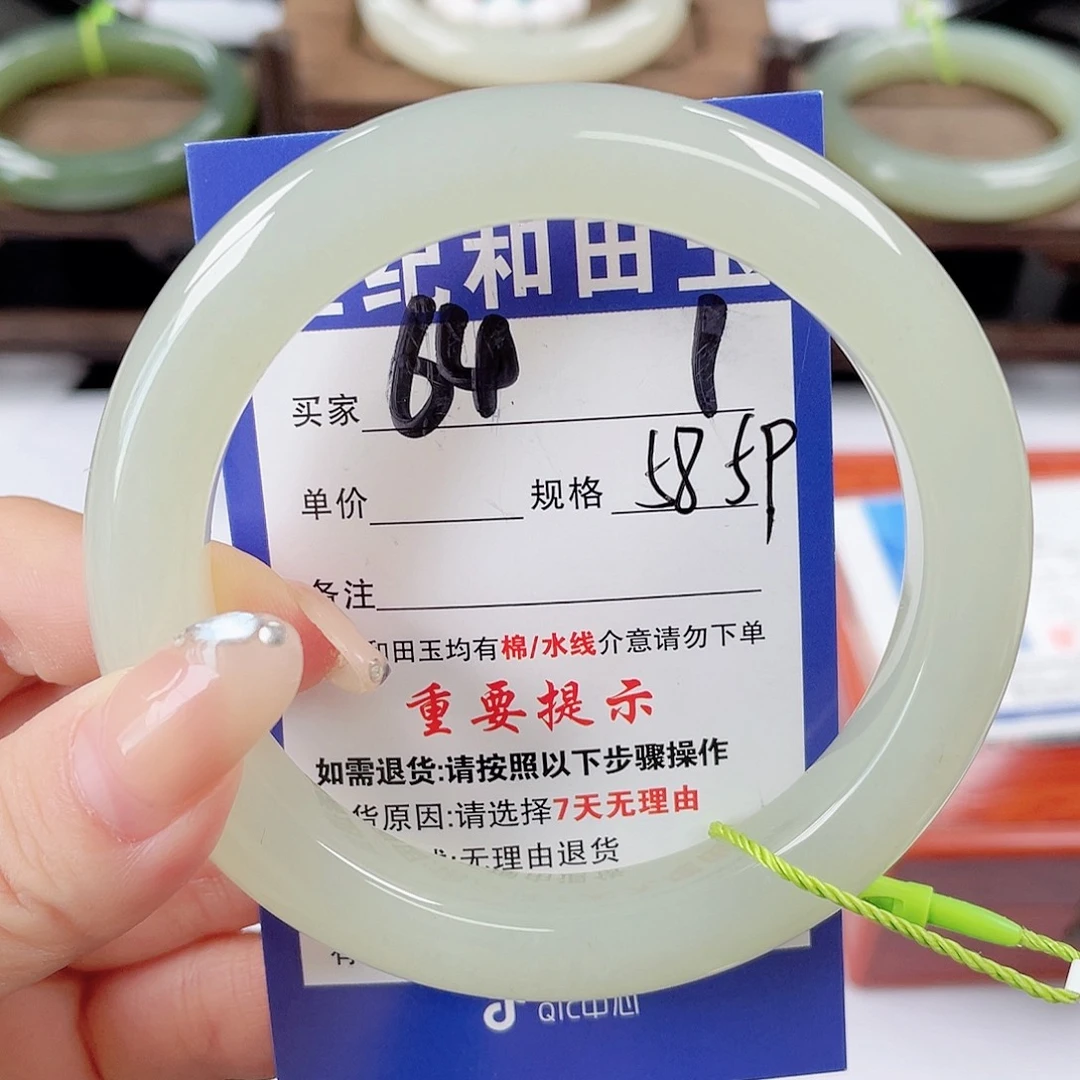 纪和田玉
买家 64 1
单价 规格 58 5P
备注
和田玉均有棉/水线介意请勿下单
重要提示
如需退货:请按照以下步骤操作
货原因:请选择7天无理由
:无理由退货
QIC中心